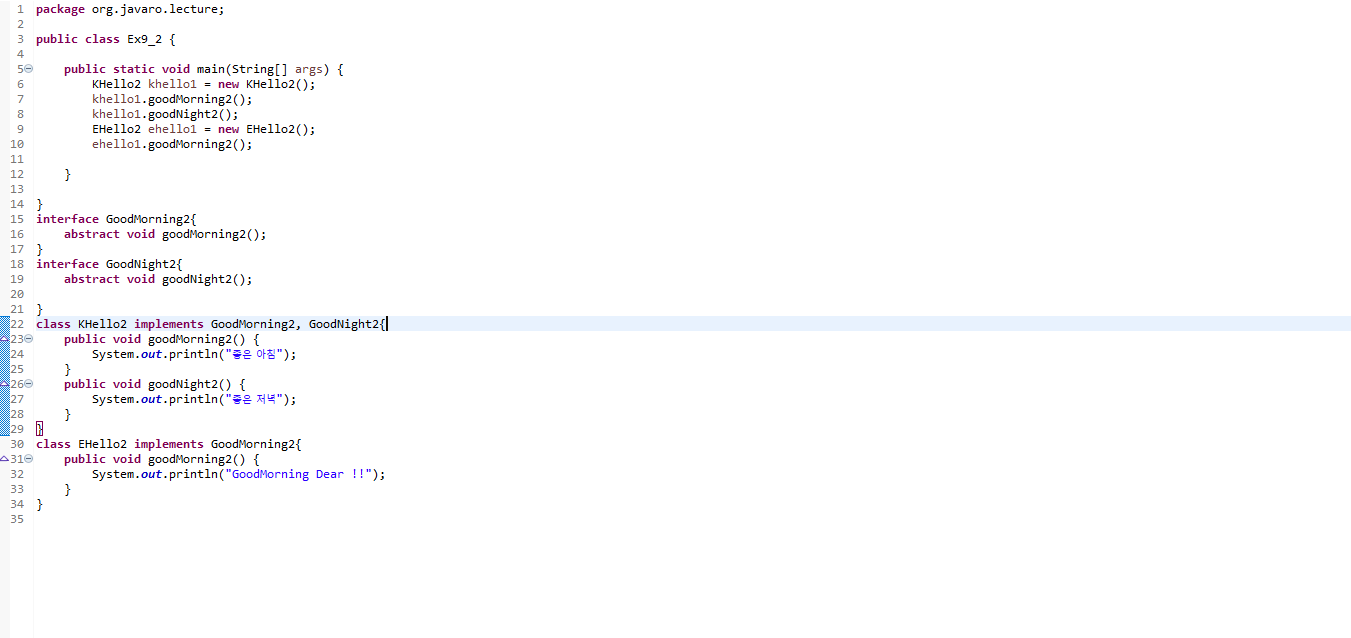 1 package org.javaro.lecture;
2
3 public class Ex9_2 {
4
5 public static void main(String[] args) {
6 KHello2 khello1 = new KHello2();
7 khello1.goodMorning2();
8 khello1.goodNight2();
9 EHello2 ehello1 = new EHello2();
10 ehello1.goodMorning2();
11
12 }
13
14 }
15 interface GoodMorning2{
16 abstract void goodMorning2();
17 }
18 interface GoodNight2{
19 abstract void goodNight2();
20
21 }
22 class KHello2 implements GoodMorning2, GoodNight2{
23 public void goodMorning2() {
24 System.out.println("좋은 아침");
25 }
26 public void goodNight2() {
27 System.out.println("좋은 저녁");
28 }
29 }
30 class EHello2 implements GoodMorning2{
31 public void goodMorning2() {
32 System.out.println("GoodMorning Dear !!");
33 }
34 }
35